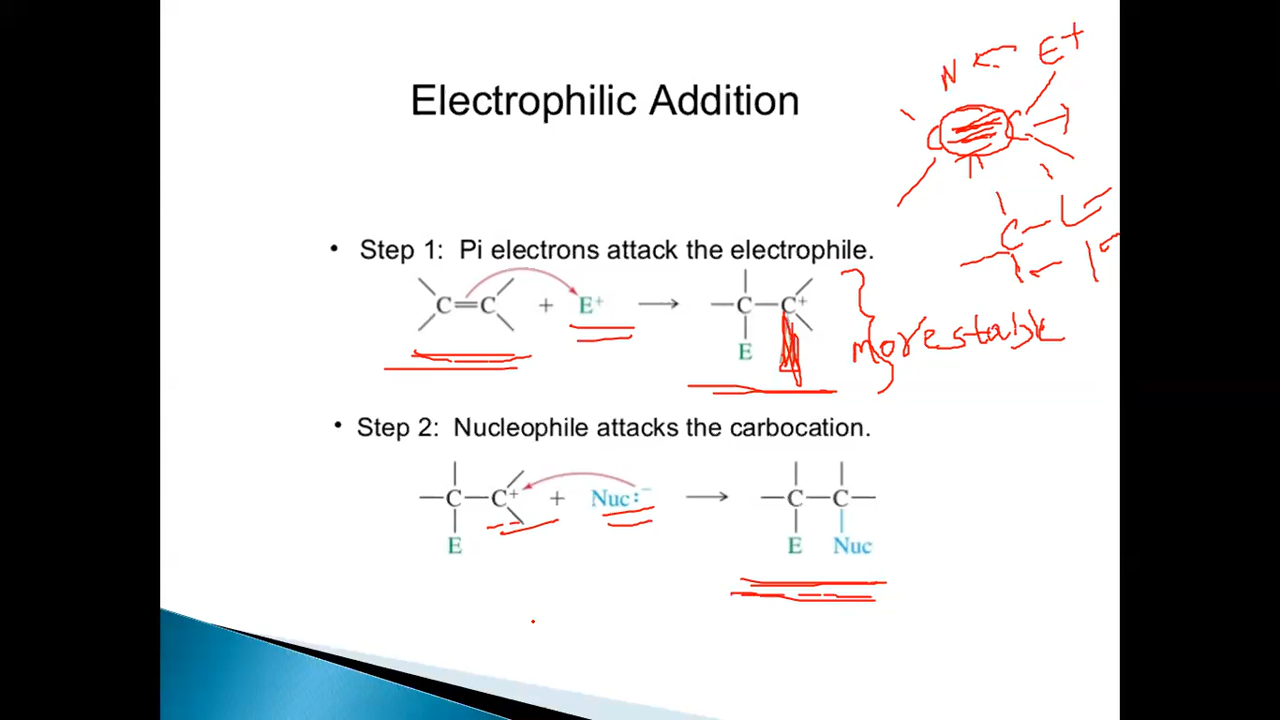 Electrophilic Addition
N E+
• Step 1: Pi electrons attack the electrophile.
C=C + E+ → C—C+
E
more stable
• Step 2: Nucleophile attacks the carbocation.
C—C+ + Nuc:− → C—C
E E Nuc